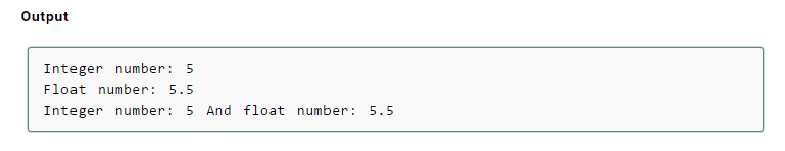 Output
Integer number: 5
Float number: 5.5
Integer number: 5 And float number: 5.5